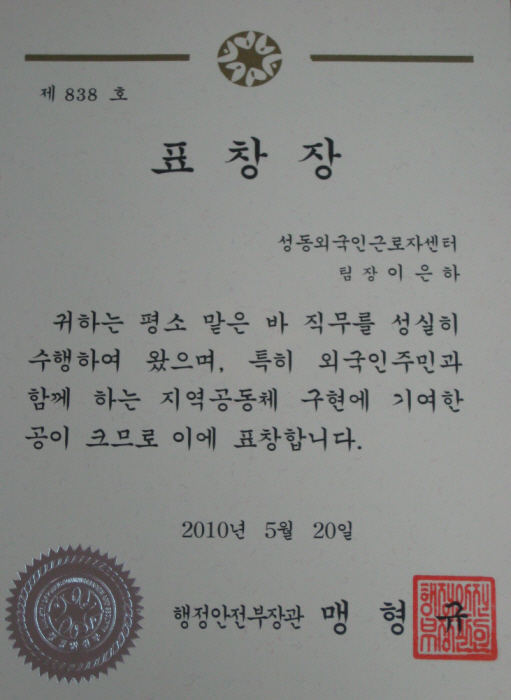 제 838 호
표 창 장
성동외국인근로자센터
팀 장 이 은 하
귀하는 평소 맡은 바 직무를 성실히
수행하여 왔으며, 특히 외국인주민과
함께 하는 지역공동체 구현에 기여한
공이 크므로 이에 표창합니다.
2010년 5월 20일
행정안전부장관 맹 형 규